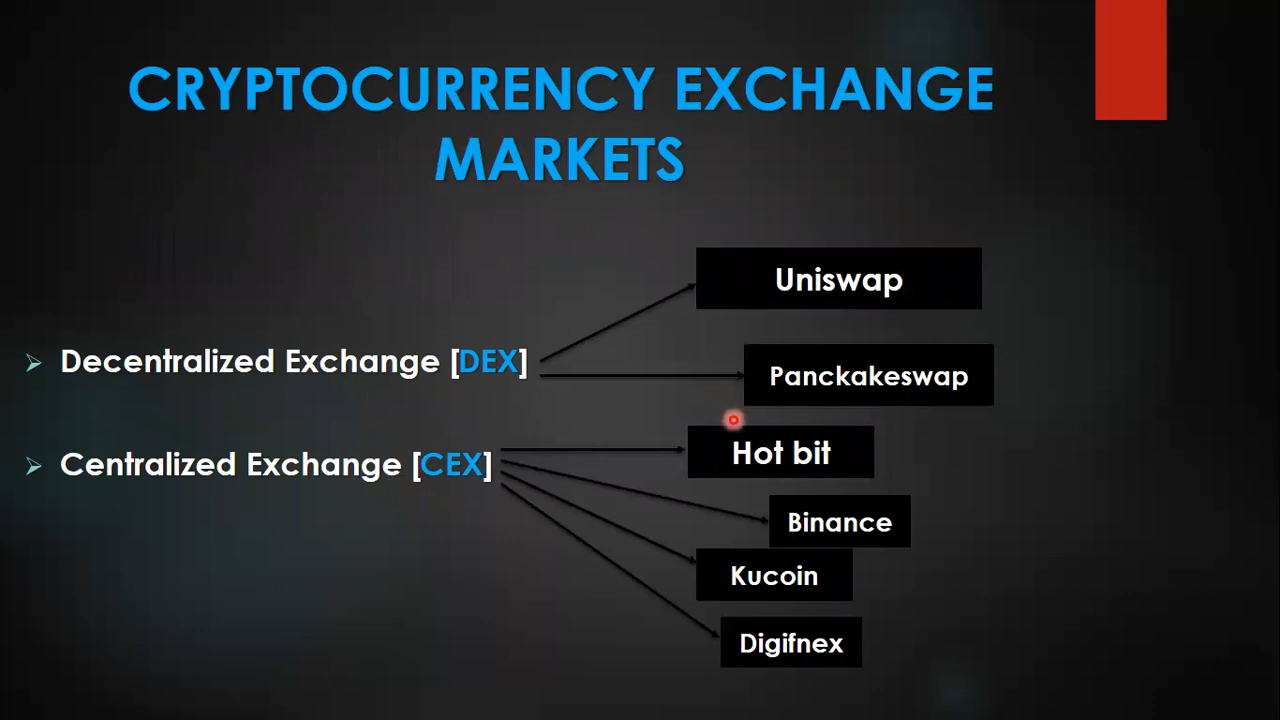 CRYPTOCURRENCY EXCHANGE
MARKETS
Uniswap
Decentralized Exchange [DEX]
Panckakeswap
Hot bit
Centralized Exchange [CEX]
Binance
Kucoin
Digifnex